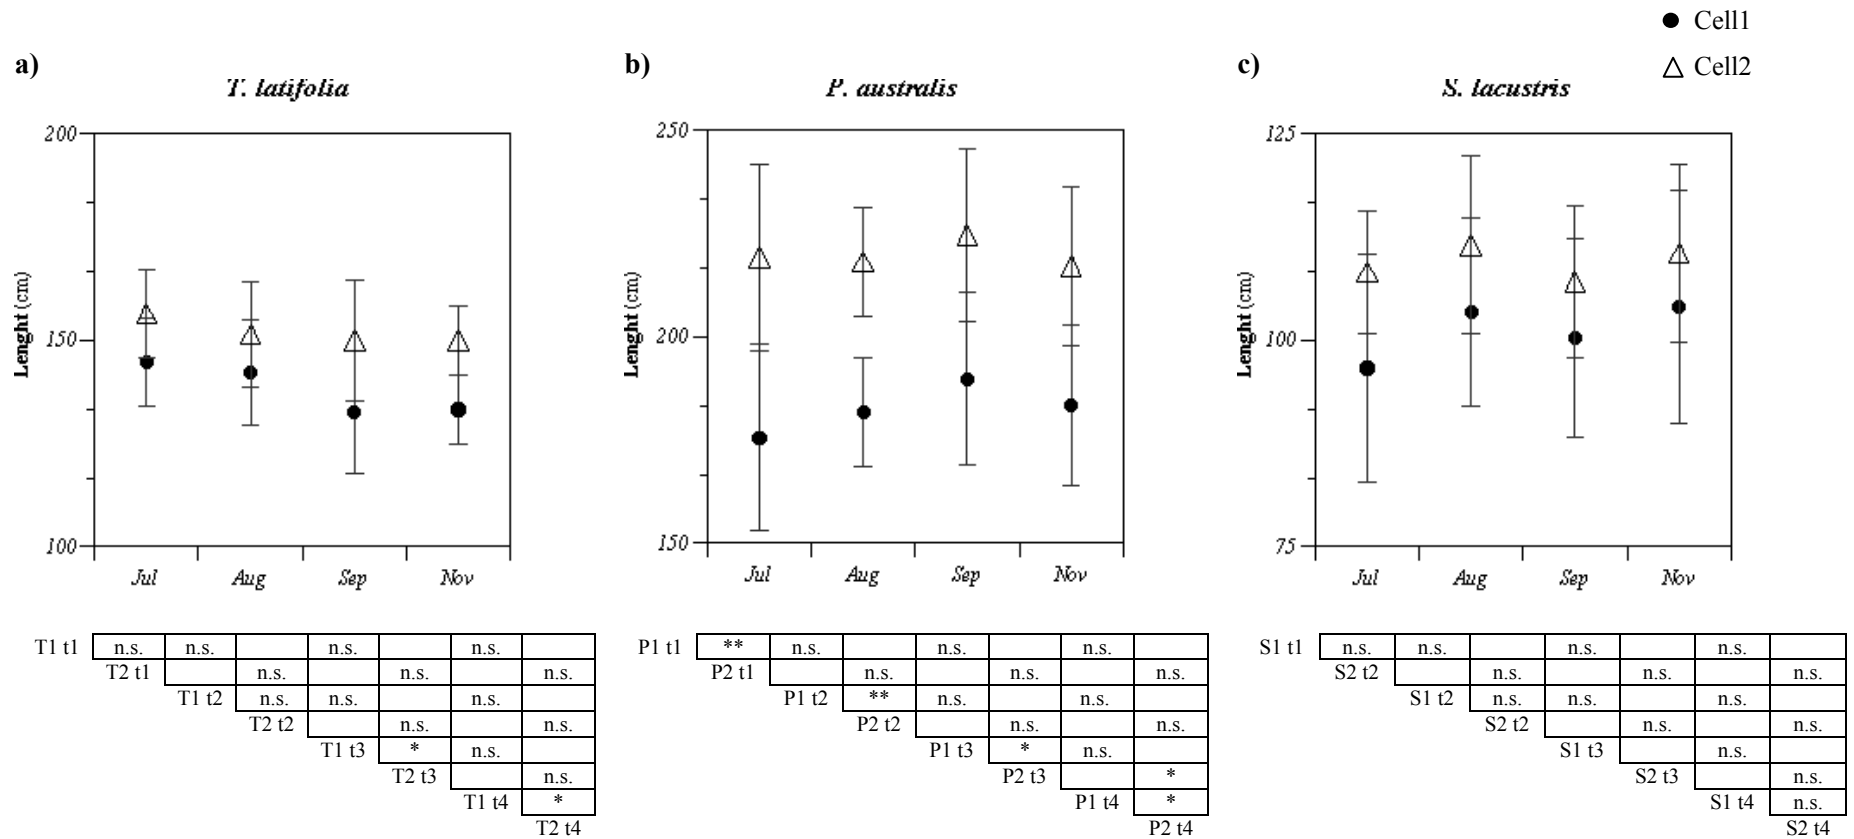 Cell1
Cell2
a) b) c)
T. latifolia P. australis S. lacustris
200 250 125
Lenght (cm) Lenght (cm) Lenght (cm)
150 200 100
100 150 75
Jul Aug Sep Nov Jul Aug Sep Nov Jul Aug Sep Nov
T1 t1 n.s. n.s. n.s. n.s. P1 t1 ** n.s. n.s. n.s. S1 t1 n.s. n.s. n.s. n.s.
T2 t1 n.s. n.s. n.s. P2 t1 n.s. n.s. n.s. S2 t2 n.s. n.s. n.s.
T1 t2 n.s. n.s. n.s. P1 t2 ** n.s. n.s. S1 t2 n.s. n.s. n.s.
T2 t2 n.s. n.s. P2 t2 n.s. n.s. S2 t2 n.s. n.s.
T1 t3 * n.s. P1 t3 * n.s. S1 t3 n.s.
T2 t3 n.s. P2 t3 * S2 t3 n.s.
T1 t4 * P1 t4 * S1 t4 n.s.
T2 t4 P2 t4 S2 t4